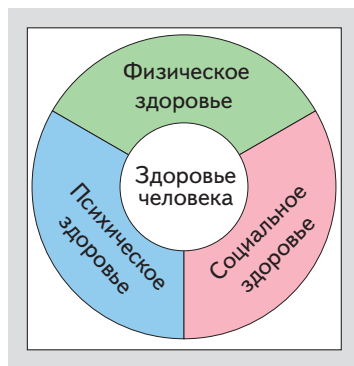 Физическое
здоровье
Здоровье
человека
Психическое
здоровье
Социальное
здоровье